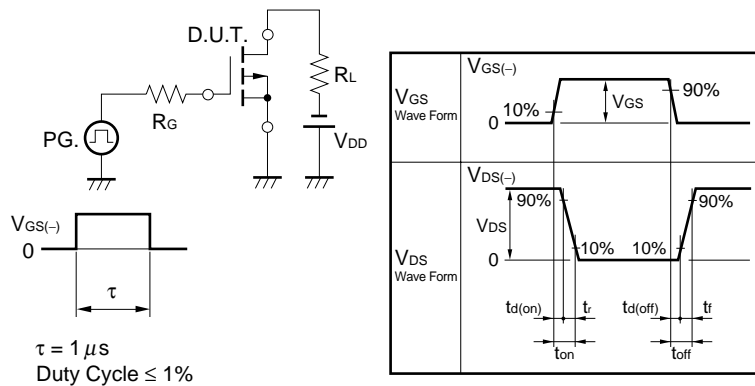 D.U.T.
RL
RG
PG.
VDD
VGS(−)
0
τ
τ = 1 μs
Duty Cycle ≤ 1%
VGS
Wave Form
VGS(−)
10%
0
VGS
90%
VDS
Wave Form
VDS(−)
90%
90%
VDS
10%
10%
0
td(on)
tr
td(off)
tf
ton
toff